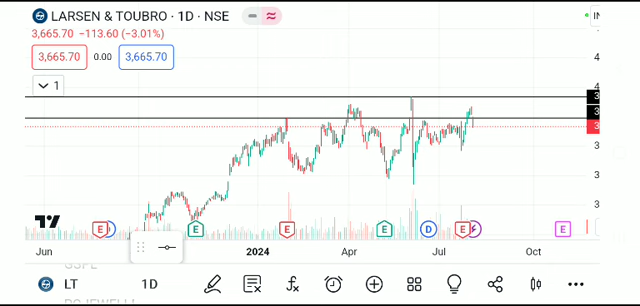 LARSEN & TOUBRO · 1D · NSE
3,665.70 −113.60 (−3.01%)
3,665.70 0.00 3,665.70
1
E D E E E D E E
Jun 2024 Apr Jul Oct
LT 1D